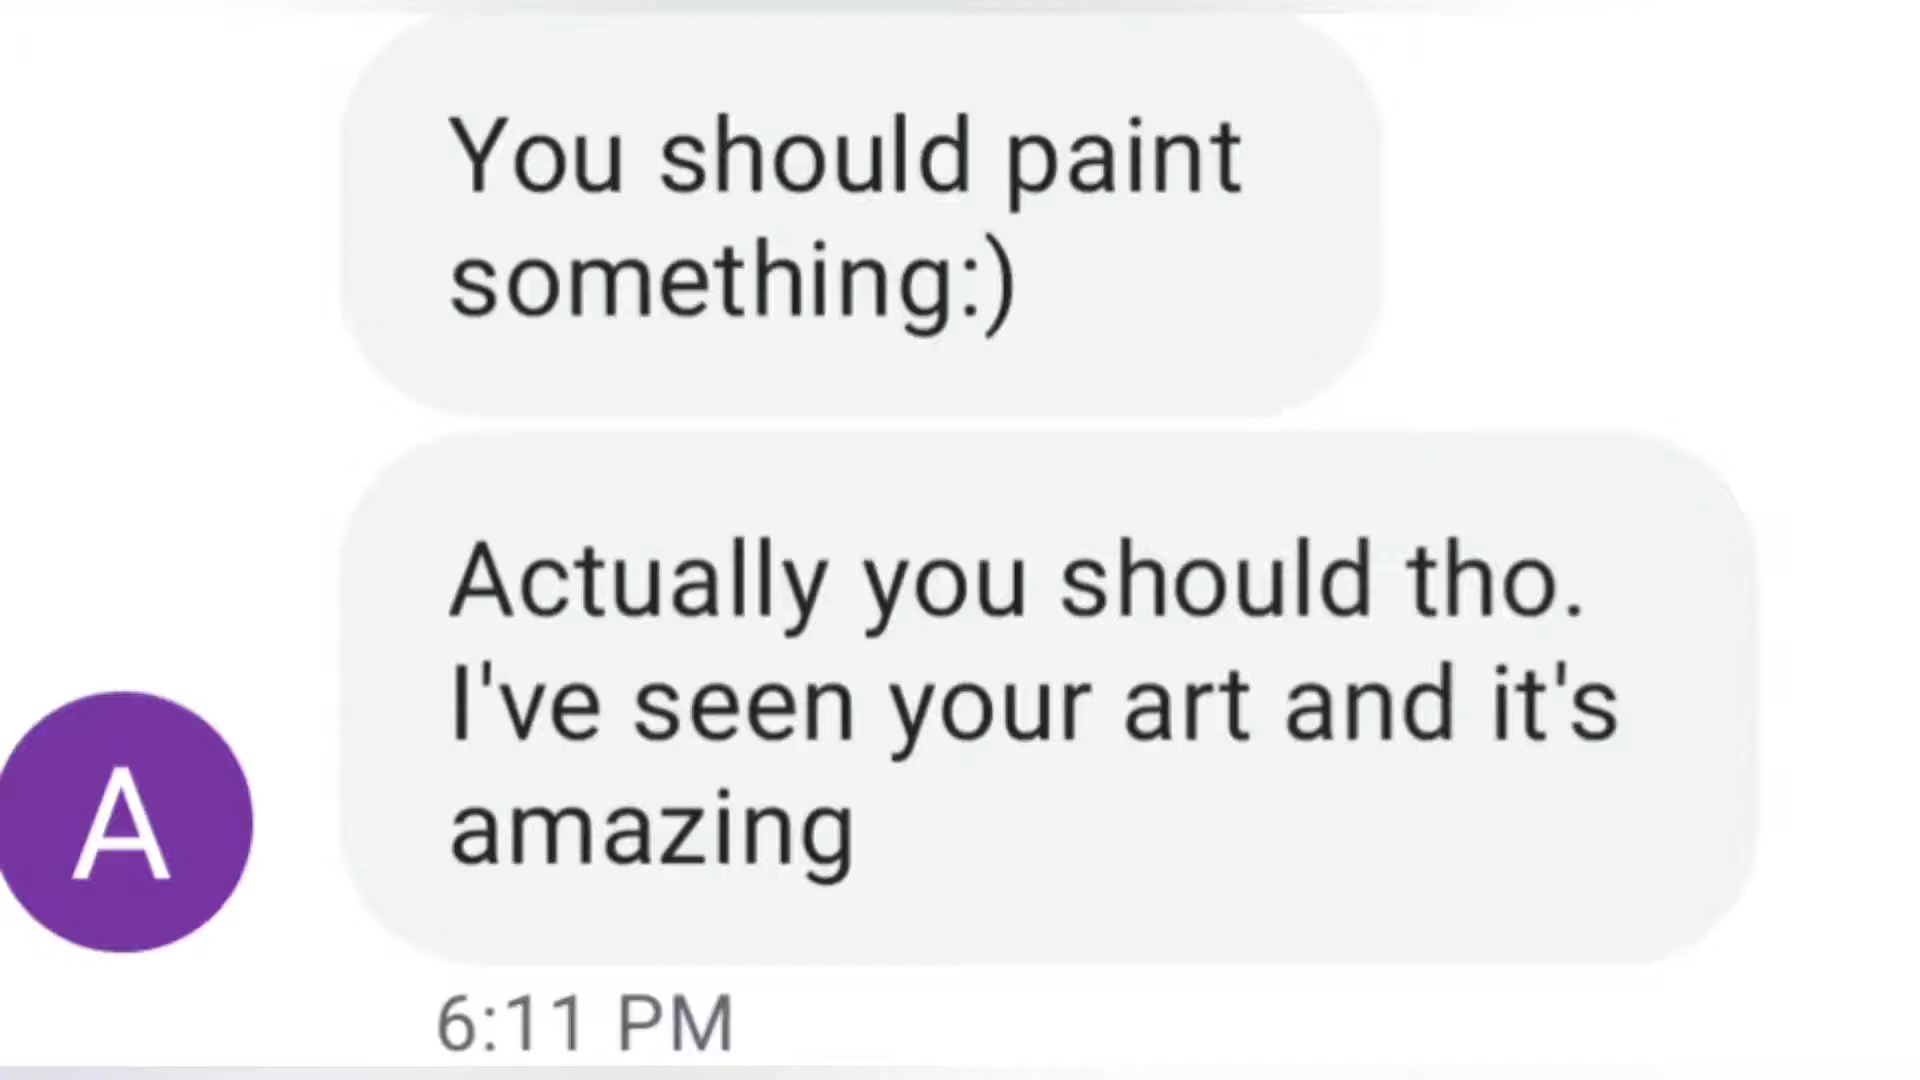 You should paint
something:)
Actually you should tho.
I've seen your art and it's
amazing
A
6:11 PM